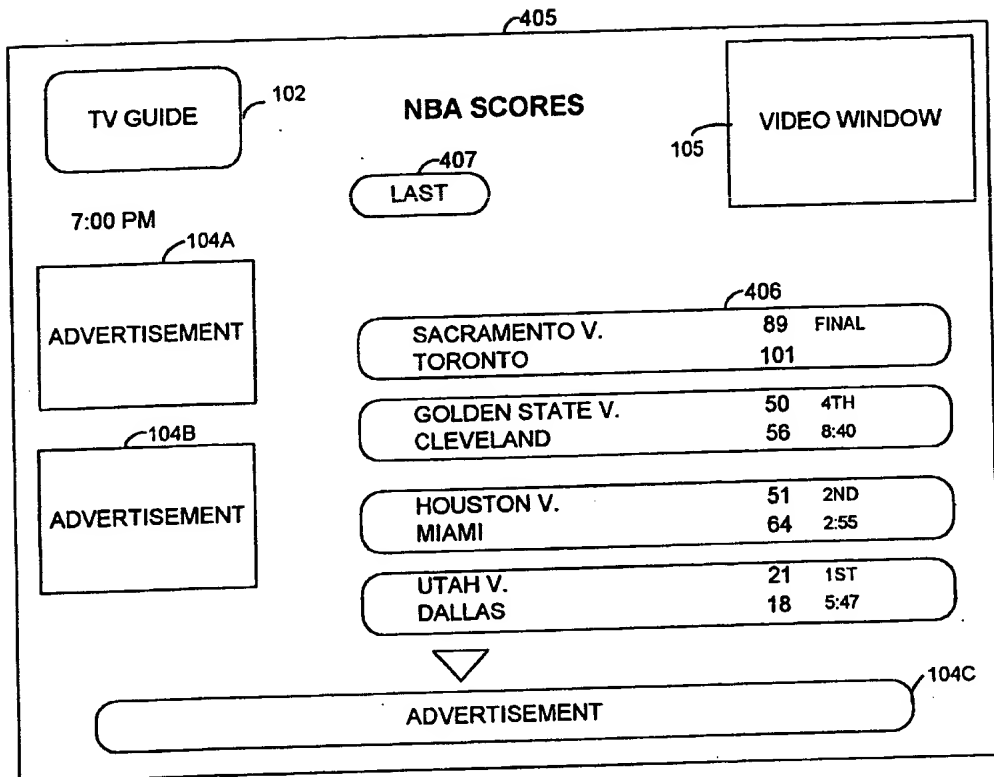 405
TV GUIDE
102
NBA SCORES
VIDEO WINDOW
105
407
LAST
7:00 PM
104A
ADVERTISEMENT
406
SACRAMENTO V. 89 FINAL
TORONTO 101
GOLDEN STATE V. 50 4TH
CLEVELAND 56 8:40
104B
ADVERTISEMENT
HOUSTON V. 51 2ND
MIAMI 64 2:55
UTAH V. 21 1ST
DALLAS 18 5:47
104C
ADVERTISEMENT